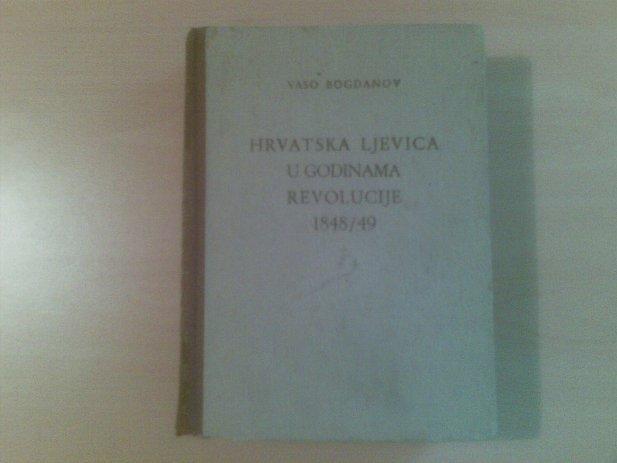 VASO BOGDANOV
HRVATSKA LJEVICA
U GODINAMA
REVOLUCIJE
1848/49